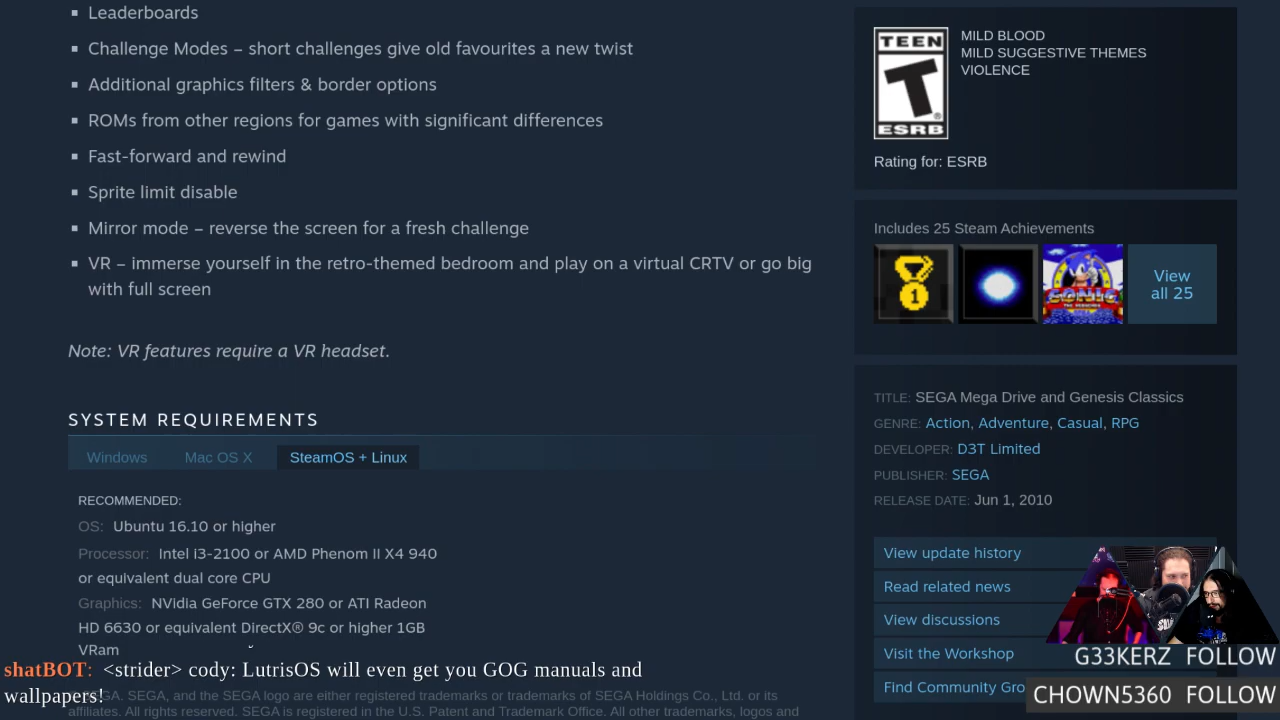 Leaderboards
Challenge Modes – short challenges give old favourites a new twist
Additional graphics filters & border options
ROMs from other regions for games with significant differences
Fast-forward and rewind
Sprite limit disable
Mirror mode – reverse the screen for a fresh challenge
VR – immerse yourself in the retro-themed bedroom and play on a virtual CRTV or go big
with full screen
Note: VR features require a VR headset.
SYSTEM REQUIREMENTS
Windows Mac OS X SteamOS + Linux
RECOMMENDED:
OS: Ubuntu 16.10 or higher
Processor: Intel i3-2100 or AMD Phenom II X4 940
or equivalent dual core CPU
Graphics: NVidia GeForce GTX 280 or ATI Radeon
HD 6630 or equivalent DirectX® 9c or higher 1GB
VRam
shatBOT: <strider> cody: LutrisOS will even get you GOG manuals and
wallpapers!
SEGA, and the SEGA logo are either registered trademarks or trademarks of SEGA Holdings Co., Ltd. or its
affiliates. All rights reserved. SEGA is registered in the U.S. Patent and Trademark Office. All other trademarks, logos and
TEEN
T
ESRB
MILD BLOOD
MILD SUGGESTIVE THEMES
VIOLENCE
Rating for: ESRB
Includes 25 Steam Achievements
1
SONIC
View
all 25
TITLE: SEGA Mega Drive and Genesis Classics
GENRE: Action, Adventure, Casual, RPG
DEVELOPER: D3T Limited
PUBLISHER: SEGA
RELEASE DATE: Jun 1, 2010
View update history
Read related news
View discussions
Visit the Workshop
Find Community Gro
G33KERZ FOLLOW
CHOWN5360 FOLLOW